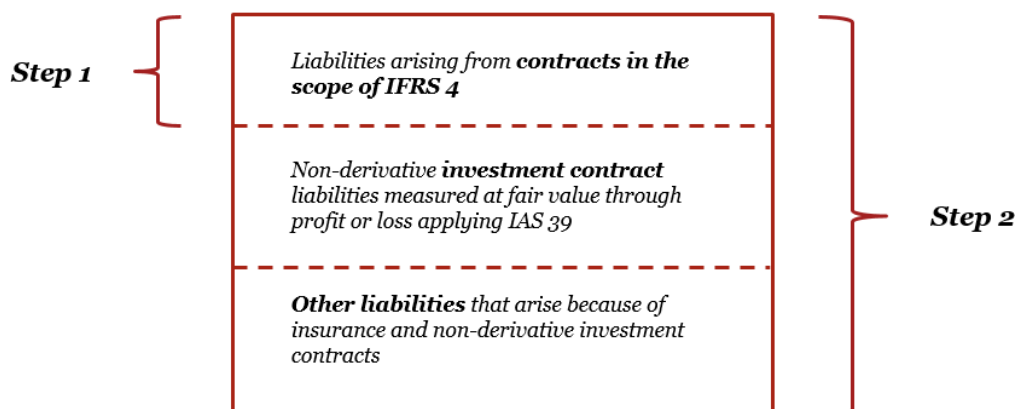 Step 1
Liabilities arising from contracts in the
scope of IFRS 4
Non-derivative investment contract
liabilities measured at fair value through
profit or loss applying IAS 39
Step 2
Other liabilities that arise because of
insurance and non-derivative investment
contracts